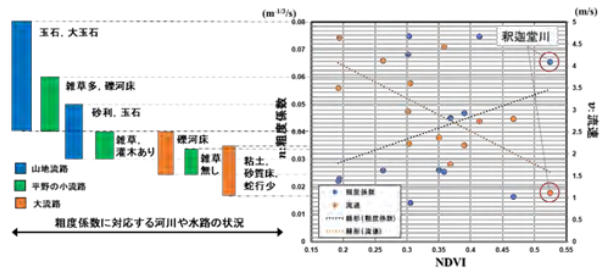 (m⁻¹/³/s)
(m/s)
玉石, 大玉石
雑草多, 礫河床
砂利, 玉石
雑草,
灌木あり
礫河床
雑草
無し
粘土,
砂質床,
蛇行少
山地流路
平野の小流路
大流路
粗度係数に対応する河川や水路の状況
n:粗度係数
0.08
0.07
0.06
0.05
0.04
0.03
0.02
0.01
0
釈迦堂川
粗度係数
流速
線形(粗度係数)
線形(流速)
5
4.5
4
3.5
3
2.5
2
1.5
1
0.5
0
v:流速
0.15
0.2
0.25
0.3
0.35
0.4
0.45
0.5
0.55
NDVI